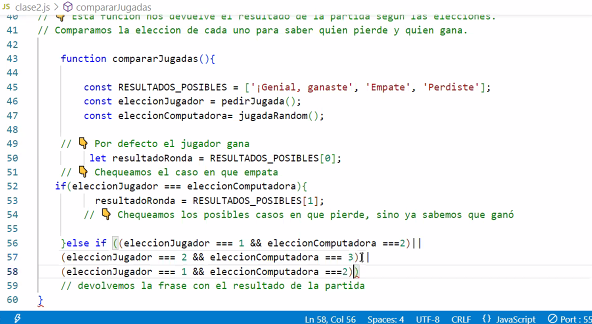 JS clase2.js > compararJugadas
40 // 👇 Esta función nos devuelve el resultado de la partida según las elecciones.
41 // Comparamos la eleccion de cada uno para saber quien pierde y quien gana.
42
43 function compararJugadas(){
44
45 const RESULTADOS_POSIBLES = ['¡Genial, ganaste', 'Empate', 'Perdiste'];
46 const eleccionJugador = pedirJugada();
47 const eleccionComputadora= jugadaRandom();
48
49 // 👇 Por defecto el jugador gana
50 let resultadoRonda = RESULTADOS_POSIBLES[0];
51 // 👇 Chequeamos el caso en que empata
52 if(eleccionJugador === eleccionComputadora){
53 resultadoRonda = RESULTADOS_POSIBLES[1];
54 // 👇 Chequeamos los posibles casos en que pierde, sino ya sabemos que ganó
55
56 }else if ((eleccionJugador === 1 && eleccionComputadora ===2)||
57 (eleccionJugador === 2 && eleccionComputadora === 3)||
58 (eleccionJugador === 1 && eleccionComputadora ===2))
59 // devolvemos la frase con el resultado de la partida
60 }
Ln 58, Col 56 Spaces: 4 UTF-8 CRLF {} JavaScript Port : 55